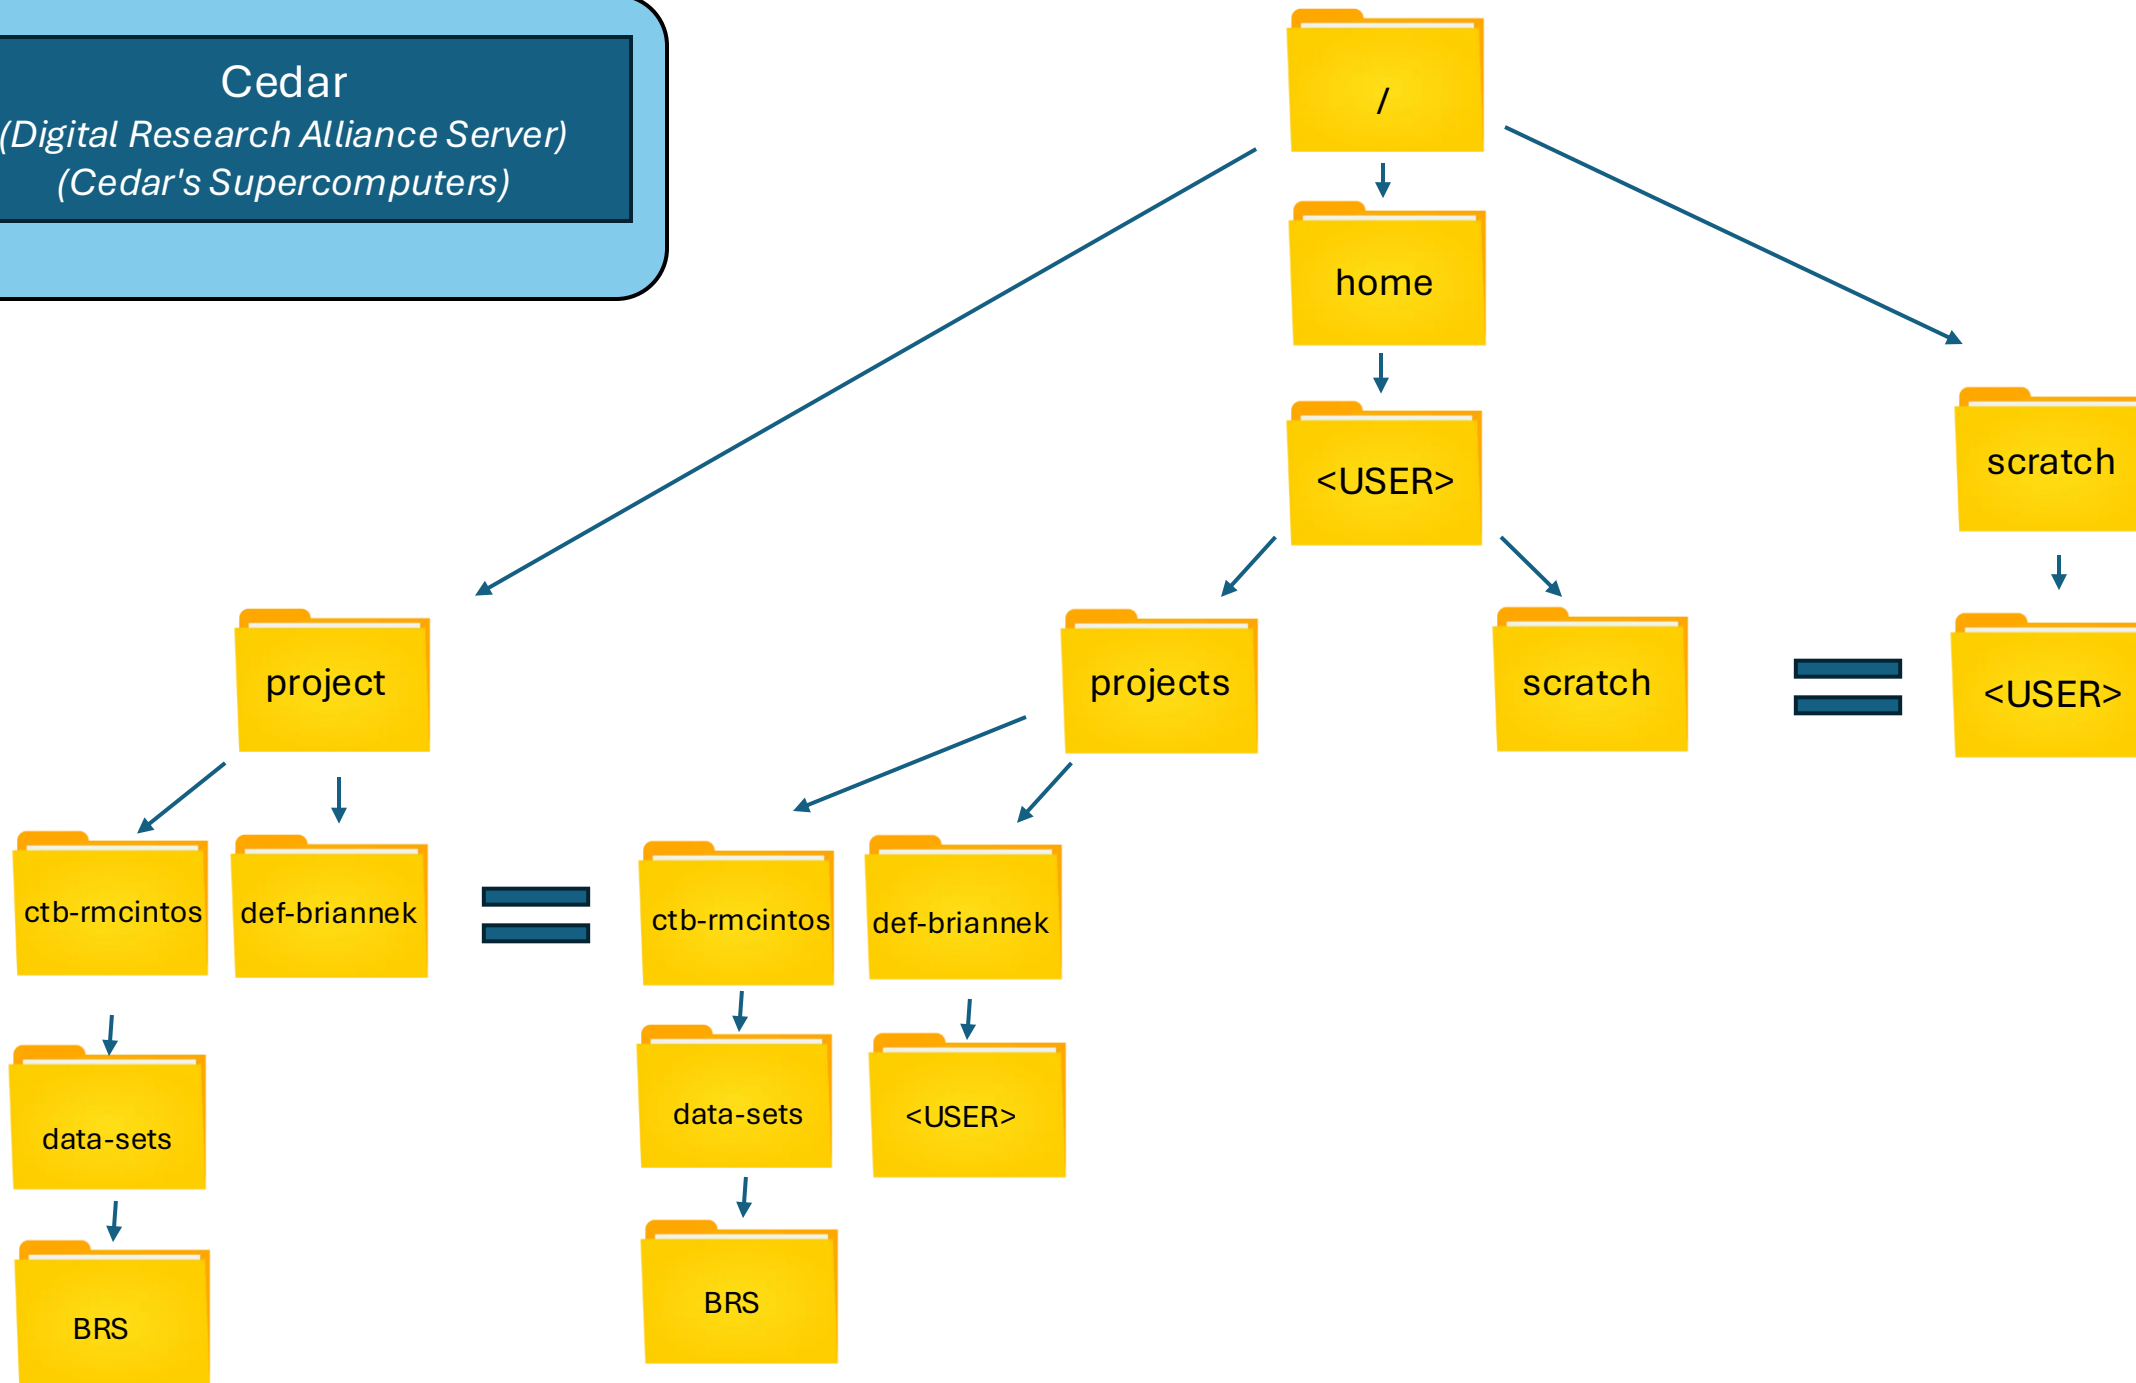 Cedar
(Digital Research Alliance Server)
(Cedar's Supercomputers)
/
home
<USER>
scratch
project
projects
scratch
<USER>
ctb-rmcintos
def-briannek
ctb-rmcintos
def-briannek
data-sets
data-sets
<USER>
BRS
BRS